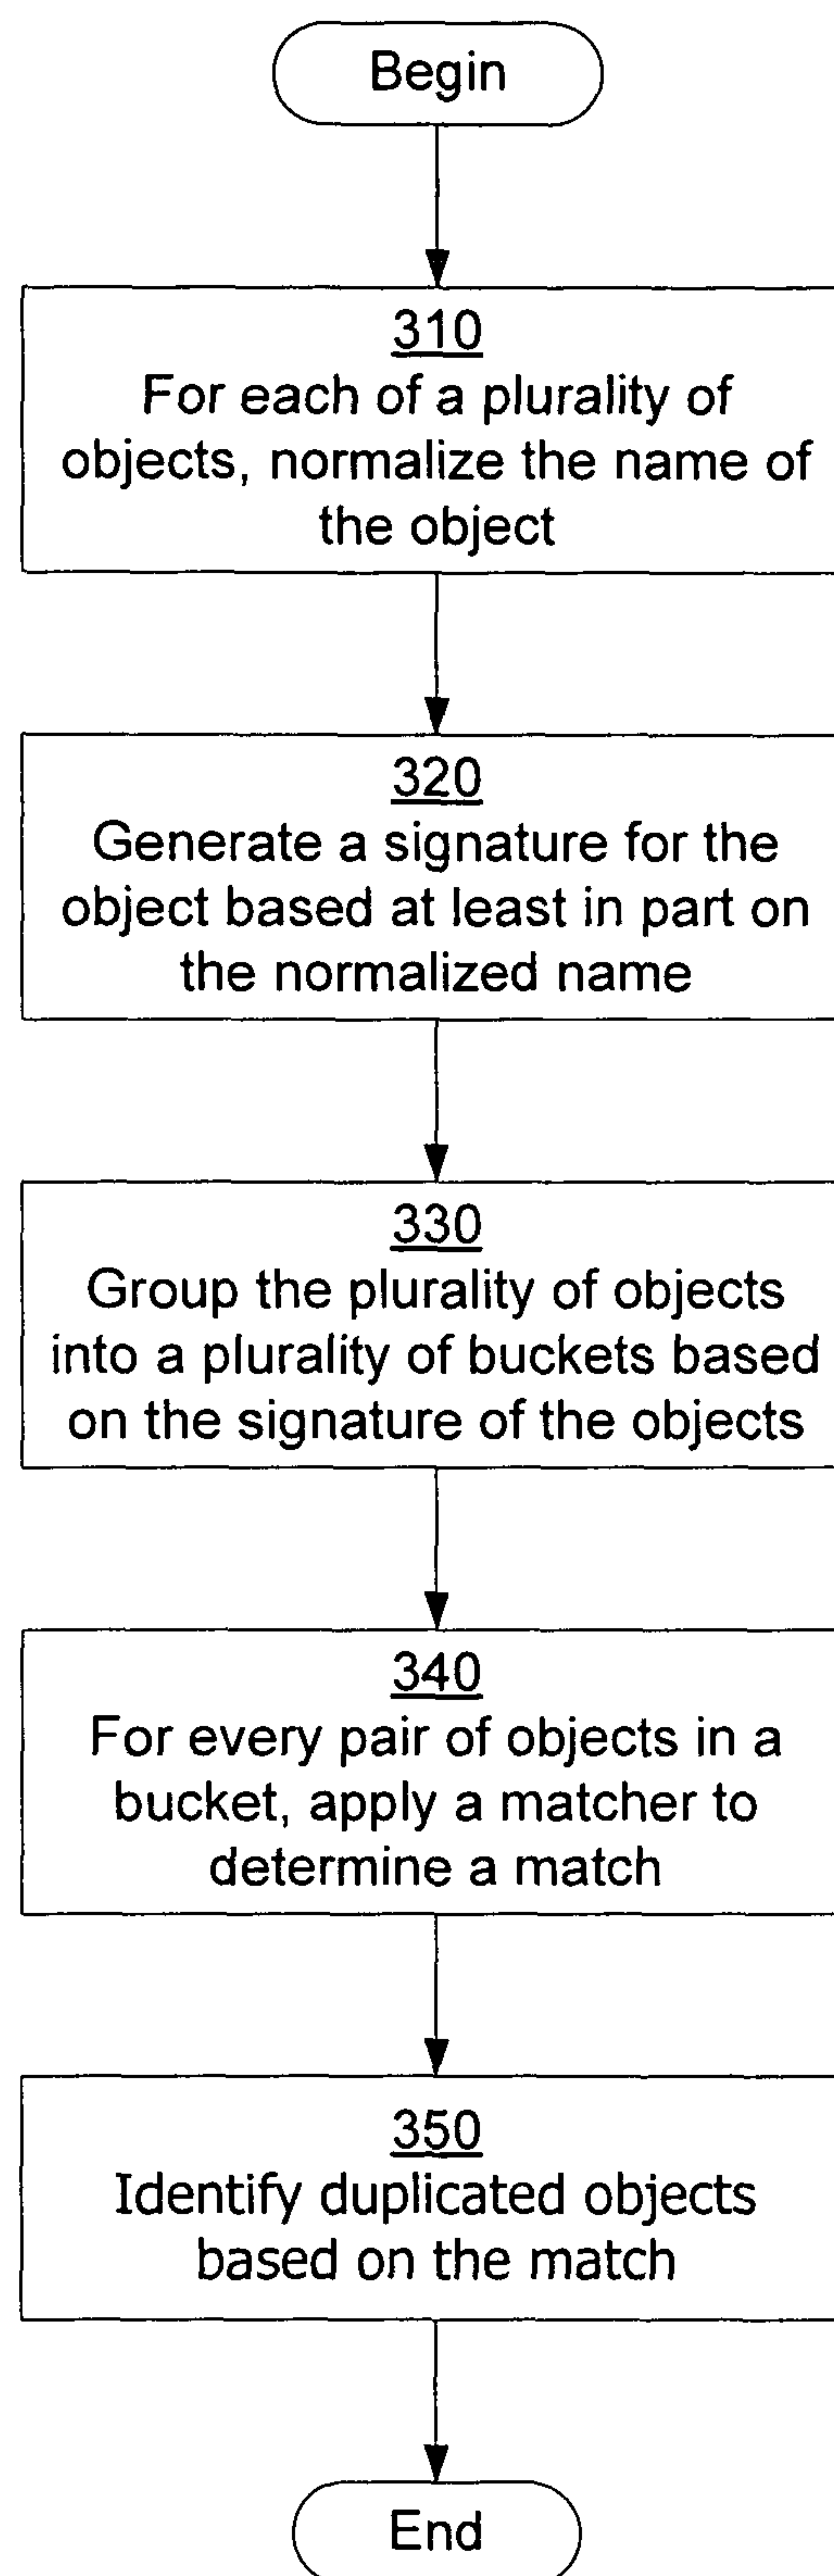 Begin
310
For each of a plurality of
objects, normalize the name of
the object
320
Generate a signature for the
object based at least in part on
the normalized name
330
Group the plurality of objects
into a plurality of buckets based
on the signature of the objects
340
For every pair of objects in a
bucket, apply a matcher to
determine a match
350
Identify duplicated objects
based on the match
End